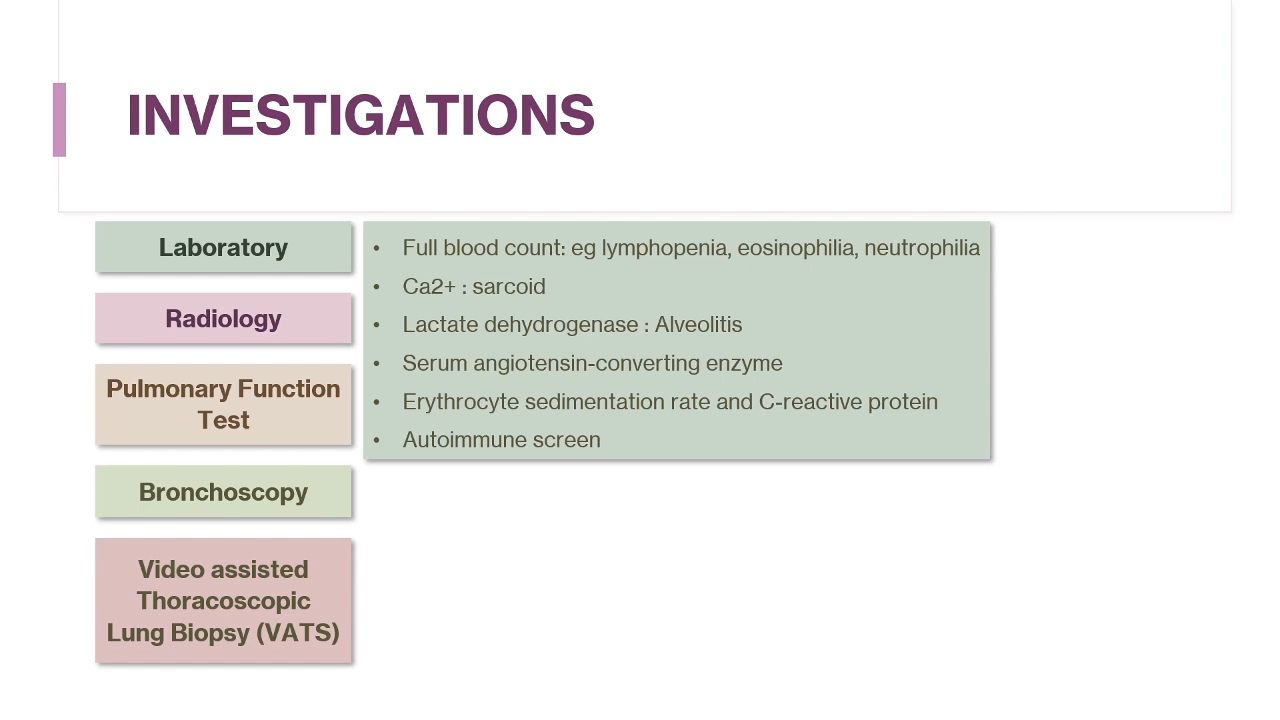 INVESTIGATIONS
Laboratory
Radiology
Pulmonary Function
Test
Bronchoscopy
Video assisted
Thoracoscopic
Lung Biopsy (VATS)
• Full blood count: eg lymphopenia, eosinophilia, neutrophilia
• Ca2+ : sarcoid
• Lactate dehydrogenase : Alveolitis
• Serum angiotensin-converting enzyme
• Erythrocyte sedimentation rate and C-reactive protein
• Autoimmune screen